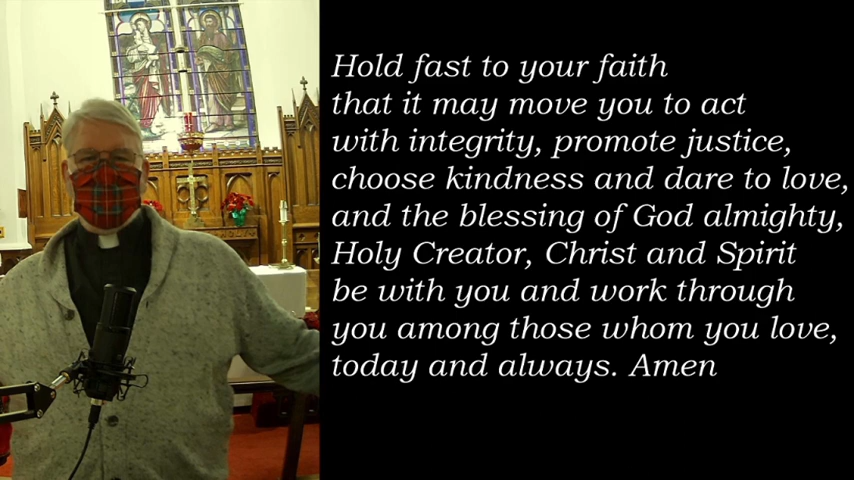 Hold fast to your faith
that it may move you to act
with integrity, promote justice,
choose kindness and dare to love,
and the blessing of God almighty,
Holy Creator, Christ and Spirit
be with you and work through
you among those whom you love,
today and always. Amen